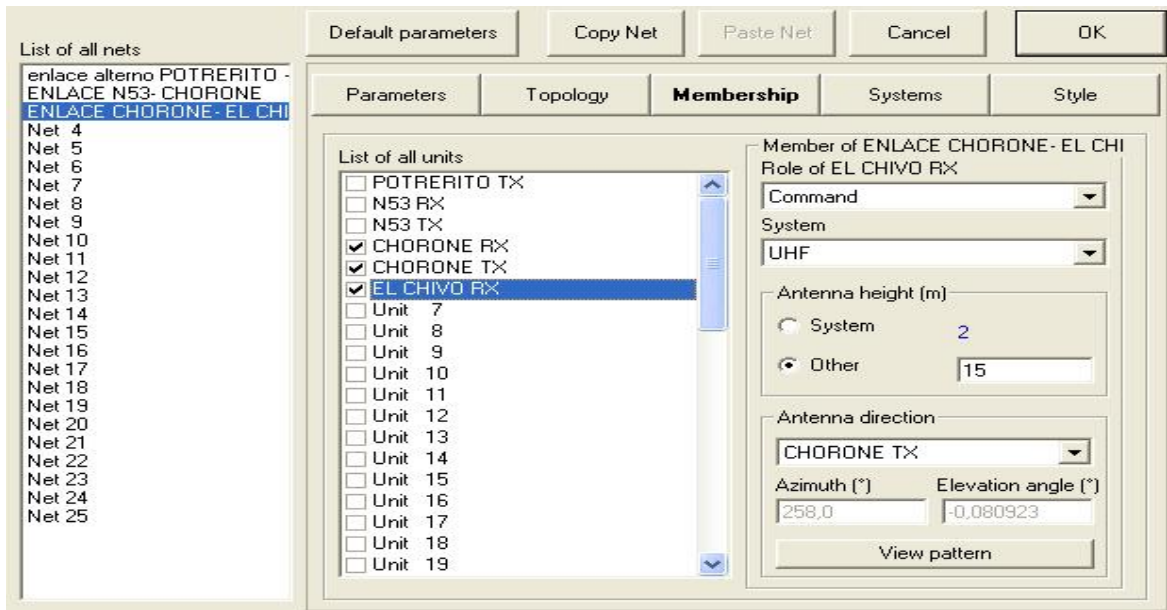 Default parameters
Copy Net
Paste Net
Cancel
OK
List of all nets
enlace alterno POTRERITO -
ENLACE N53- CHORONE
ENLACE CHORONE- EL CHI
Net 4
Net 5
Net 6
Net 7
Net 8
Net 9
Net 10
Net 11
Net 12
Net 13
Net 14
Net 15
Net 16
Net 17
Net 18
Net 19
Net 20
Net 21
Net 22
Net 23
Net 24
Net 25
Parameters
Topology
Membership
Systems
Style
List of all units
POTRERITO TX
N53 RX
N53 TX
CHORONE RX
CHORONE TX
EL CHIVO RX
Unit 7
Unit 8
Unit 9
Unit 10
Unit 11
Unit 12
Unit 13
Unit 14
Unit 15
Unit 16
Unit 17
Unit 18
Unit 19
Member of ENLACE CHORONE- EL CHI
Role of EL CHIVO RX
Command
System
UHF
Antenna height (m)
System 2
Other 15
Antenna direction
CHORONE TX
Azimuth (°) Elevation angle (°)
258,0 -0,080923
View pattern